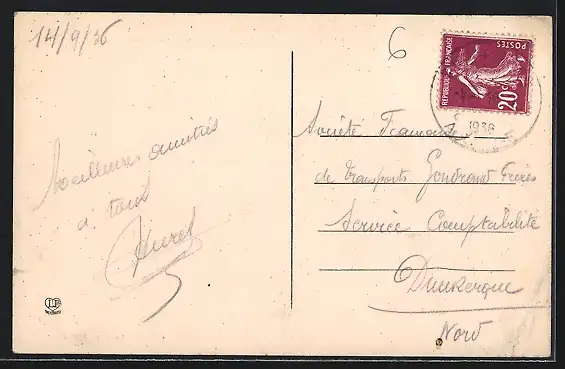 14/9/36
6
REPUBLIQUE FRANÇAISE
POSTES
20c
1936
Meilleures amitiés
à tous
Société Française
de transports Gondrand Frères
Service Comptabilité
Dunkerque
Nord